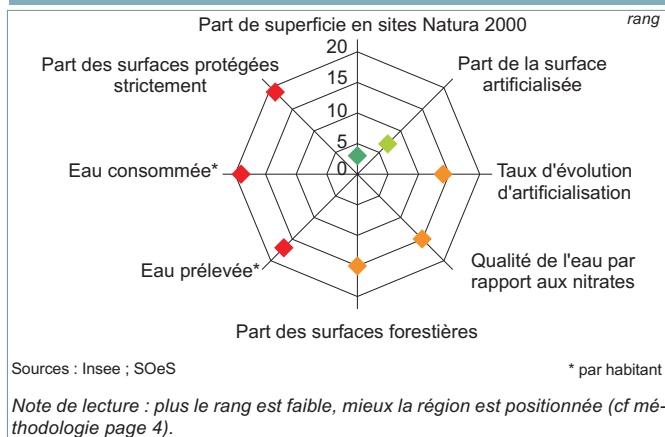 rang
Part de superficie en sites Natura 2000
20
15
10
5
0
Part de la surface
artificialisée
Taux d'évolution
d'artificialisation
Qualité de l'eau par
rapport aux nitrates
Part des surfaces forestières
Eau prélevée*
Eau consommée*
Part des surfaces protégées
strictement
Sources : Insee ; SOeS
* par habitant
Note de lecture : plus le rang est faible, mieux la région est positionnée (cf mé-
thodologie page 4).